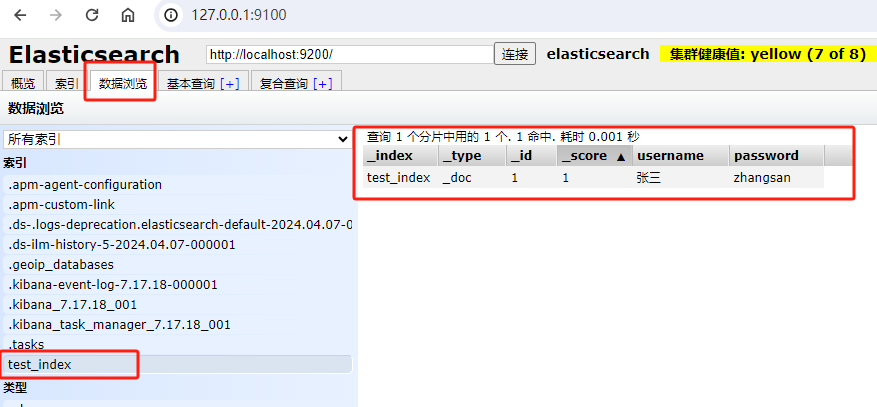 127.0.0.1:9100
Elasticsearch http://localhost:9200/ 连接 elasticsearch 集群健康值: yellow (7 of 8)
概览 索引 数据浏览 基本查询 [+] 复合查询 [+]
数据浏览
所有索引
索引
.apm-agent-configuration
.apm-custom-link
.ds-.logs-deprecation.elasticsearch-default-2024.04.07-0
.ds-ilm-history-5-2024.04.07-000001
.geoip_databases
.kibana-event-log-7.17.18-000001
.kibana_7.17.18_001
.kibana_task_manager_7.17.18_001
.tasks
test_index
类型
查询 1 个分片中用的 1 个. 1 命中. 耗时 0.001 秒
_index _type _id _score ▲ username password
test_index _doc 1 1 张三 zhangsan